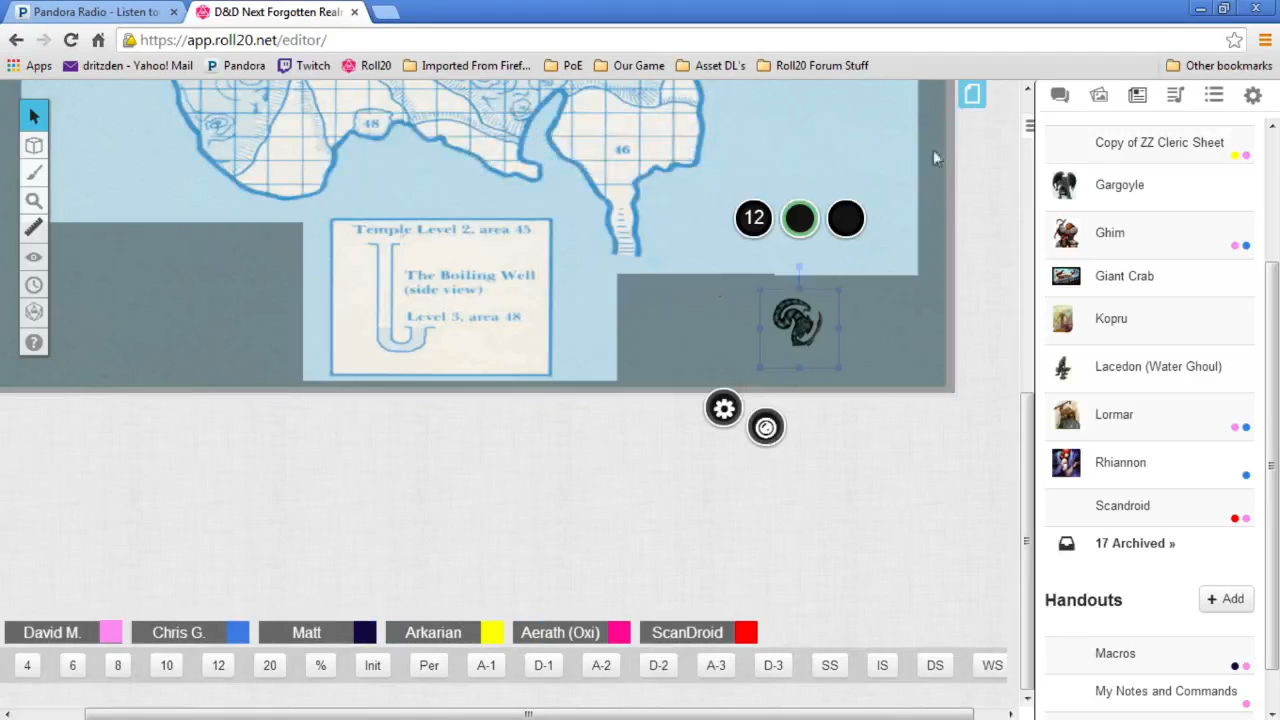 Pandora Radio - Listen to
D&D Next Forgotten Real
https://app.roll20.net/editor/
Apps
dritzden - Yahoo! Mail
Pandora
Twitch
Roll20
Imported From Firef...
PoE
Our Game
Asset DL's
Roll20 Forum Stuff
Other bookmarks
48
46
Temple Level 2, area 45
The Boiling Well
(side view)
Level 3, area 48
12
Copy of ZZ Cleric Sheet
Gargoyle
Ghim
Giant Crab
Kopru
Lacedon (Water Ghoul)
Lormar
Rhiannon
Scandroid
17 Archived »
Handouts
+ Add
Macros
My Notes and Commands
David M.
Chris G.
Matt
Arkarian
Aerath (Oxi)
ScanDroid
4 6 8 10 12 20 % Init Per A-1 D-1 A-2 D-2 A-3 D-3 SS IS DS WS